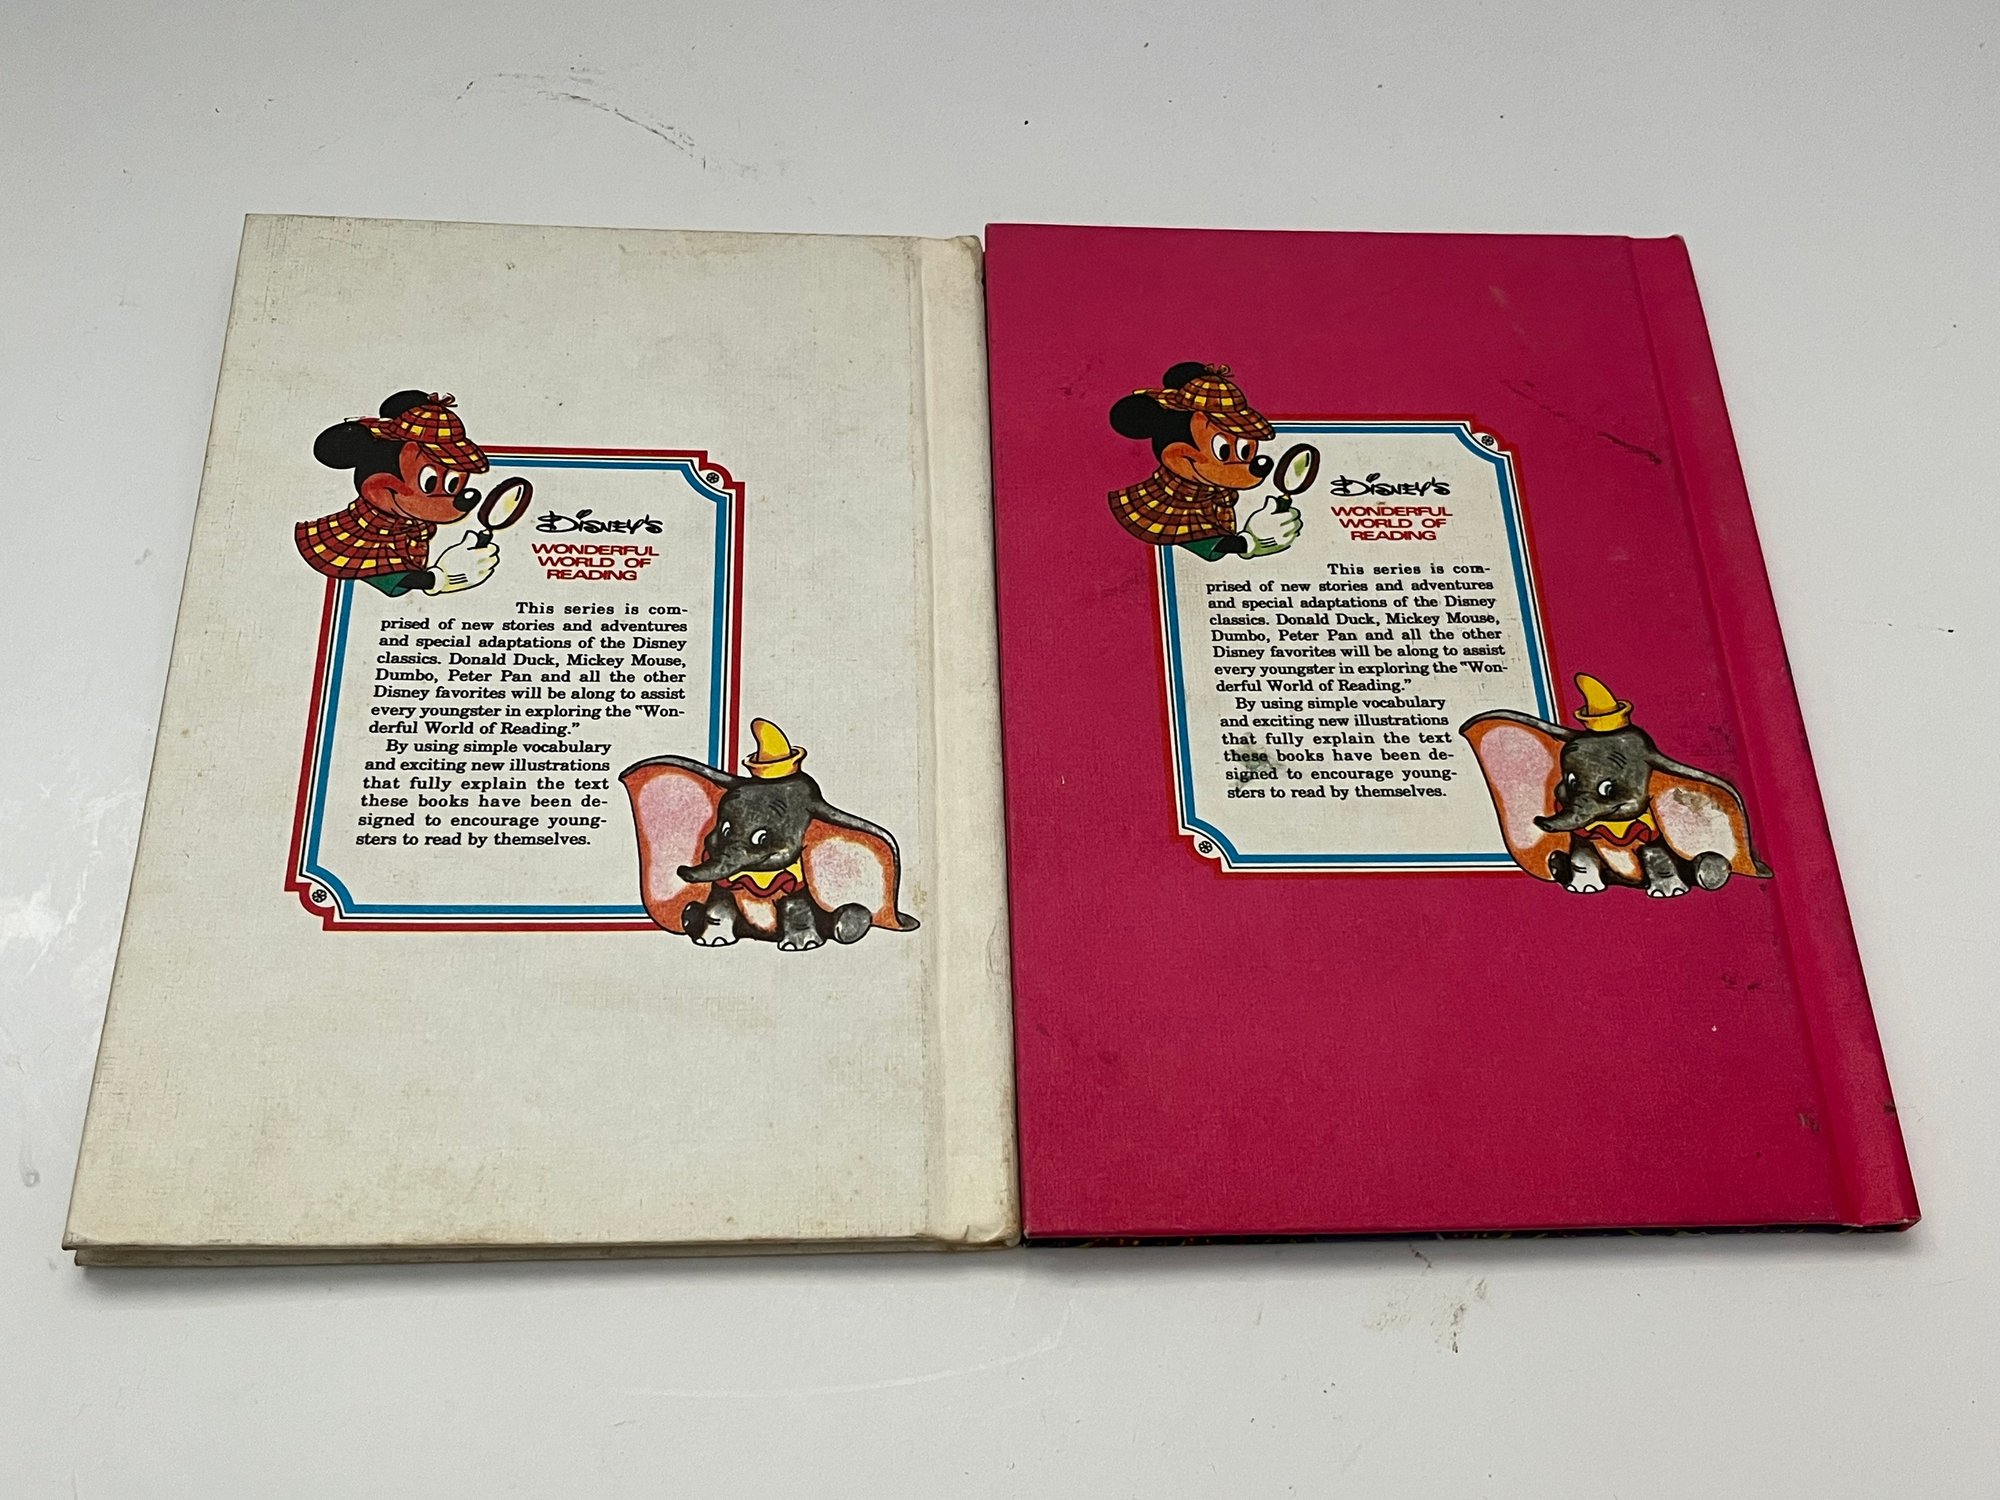 Disney's
WONDERFUL
WORLD OF
READING
This series is com-
prised of new stories and adventures
and special adaptations of the Disney
classics. Donald Duck, Mickey Mouse,
Dumbo, Peter Pan and all the other
Disney favorites will be along to assist
every youngster in exploring the "Won-
derful World of Reading."
By using simple vocabulary
and exciting new illustrations
that fully explain the text
these books have been de-
signed to encourage young-
sters to read by themselves.
Disney's
WONDERFUL
WORLD OF
READING
This series is com-
prised of new stories and adventures
and special adaptations of the Disney
classics. Donald Duck, Mickey Mouse,
Dumbo, Peter Pan and all the other
Disney favorites will be along to assist
every youngster in exploring the "Won-
derful World of Reading."
By using simple vocabulary
and exciting new illustrations
that fully explain the text
these books have been de-
signed to encourage young-
sters to read by themselves.